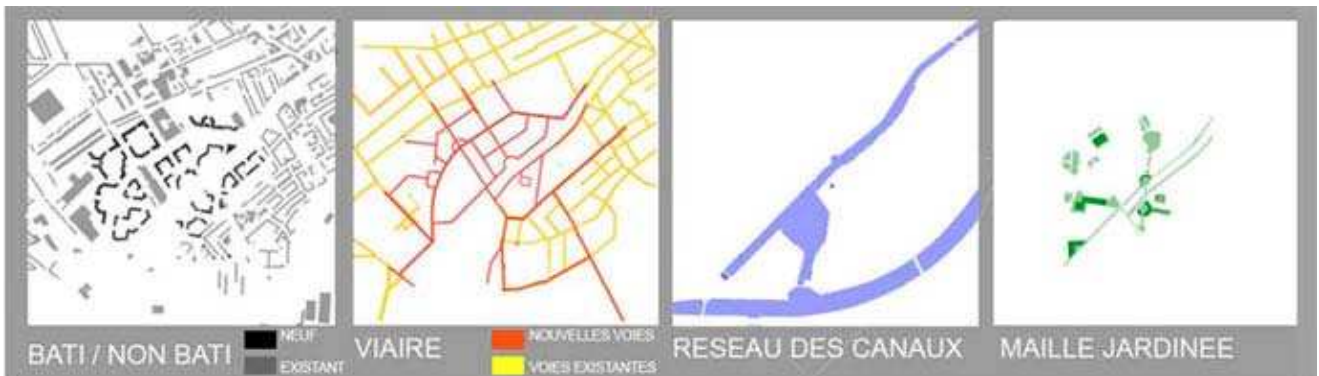 BATI / NON BATI
NEUF
EXISTANT
VIAIRE
NOUVELLES VOIES
VOIES EXISTANTES
RESEAU DES CANAUX
MAILLE JARDINEE